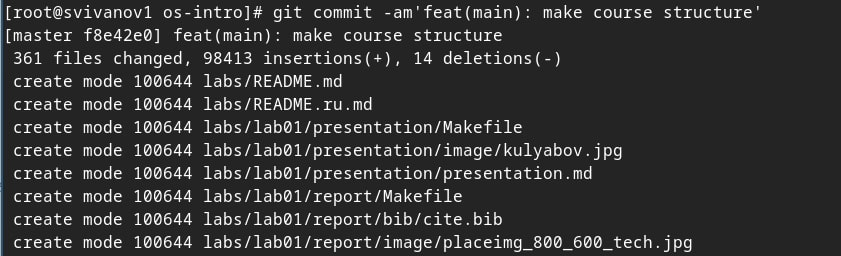 [root@svivanov1 os-intro]# git commit -am'feat(main): make course structure'
[master f8e42e0] feat(main): make course structure
 361 files changed, 98413 insertions(+), 14 deletions(-)
 create mode 100644 labs/README.md
 create mode 100644 labs/README.ru.md
 create mode 100644 labs/lab01/presentation/Makefile
 create mode 100644 labs/lab01/presentation/image/kulyabov.jpg
 create mode 100644 labs/lab01/presentation/presentation.md
 create mode 100644 labs/lab01/report/Makefile
 create mode 100644 labs/lab01/report/bib/cite.bib
 create mode 100644 labs/lab01/report/image/placeimg_800_600_tech.jpg